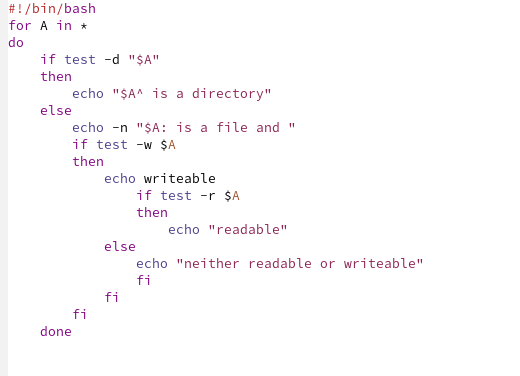 #!/bin/bash
for A in *
do
    if test -d "$A"
    then
        echo "$A^ is a directory"
    else
        echo -n "$A: is a file and "
        if test -w $A
        then
            echo writeable
                if test -r $A
                then
                    echo "readable"
            else
                echo "neither readable or writeable"
                fi
            fi
        fi
    done